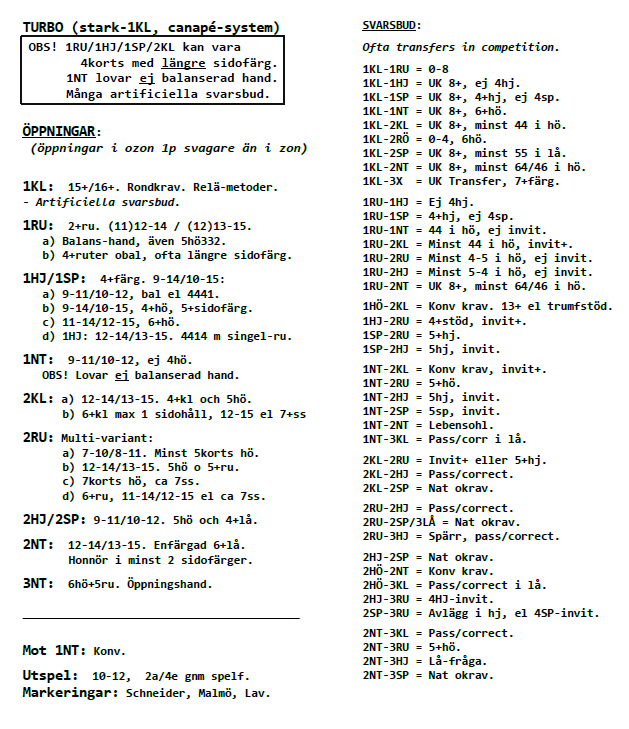 TURBO (stark-1KL, canapé-system)
OBS! 1RU/1HJ/1SP/2KL kan vara
4korts med längre sidofärg.
1NT lovar ej balanserad hand.
Många artificiella svarsbud.
ÖPPNINGAR:
(öppningar i ozon 1p svagare än i zon)
1KL: 15+/16+. Rondkrav. Relä-metoder.
- Artificiella svarsbud.
1RU: 2+ru. (11)12-14 / (12)13-15.
a) Balans-hand, även 5hö332.
b) 4+ruter obal, ofta längre sidofärg.
1HJ/1SP: 4+färg. 9-14/10-15:
a) 9-11/10-12, bal el 4441.
b) 9-14/10-15, 4+hö, 5+sidofärg.
c) 11-14/12-15, 6+hö.
d) 1HJ: 12-14/13-15. 4414 m singel-ru.
1NT: 9-11/10-12, ej 4hö.
OBS! Lovar ej balanserad hand.
2KL: a) 12-14/13-15. 4+kl och 5hö.
b) 6+kl max 1 sidohåll, 12-15 el 7+ss
2RU: Multi-variant:
a) 7-10/8-11. Minst 5korts hö.
b) 12-14/13-15. 5hö o 5+ru.
c) 7korts hö, ca 7ss.
d) 6+ru, 11-14/12-15 el ca 7ss.
2HJ/2SP: 9-11/10-12. 5hö och 4+lå.
2NT: 12-14/13-15. Enfärgad 6+lå.
Honnör i minst 2 sidofärger.
3NT: 6hö+5ru. Öppningshand.
Mot 1NT: Konv.
Utspel: 10-12, 2a/4e gnm spelf.
Markeringar: Schneider, Malmö, Lav.
SVARSBUD:
Ofta transfers in competition.
1KL-1RU = 0-8
1KL-1HJ = UK 8+, ej 4hj.
1KL-1SP = UK 8+, 4+hj, ej 4sp.
1KL-1NT = UK 8+, 6+hö.
1KL-2KL = UK 8+, minst 44 i hö.
1KL-2RÖ = 0-4, 6hö.
1KL-2SP = UK 8+, minst 55 i lå.
1KL-2NT = UK 8+, minst 64/46 i hö.
1KL-3X = UK Transfer, 7+färg.
1RU-1HJ = Ej 4hj.
1RU-1SP = 4+hj, ej 4sp.
1RU-1NT = 44 i hö, ej invit.
1RU-2KL = Minst 44 i hö, invit+.
1RU-2RU = Minst 4-5 i hö, ej invit.
1RU-2HJ = Minst 5-4 i hö, ej invit.
1RU-2NT = UK 8+, minst 64/46 i hö.
1HÖ-2KL = Konv krav. 13+ el trumfstöd.
1HJ-2RU = 4+stöd, invit+.
1SP-2RU = 5+hj.
1SP-2HJ = 5hj, invit.
1NT-2KL = Konv krav, invit+.
1NT-2RU = 5+hö.
1NT-2HJ = 5hj, invit.
1NT-2SP = 5sp, invit.
1NT-2NT = Lebensohl.
1NT-3KL = Pass/corr i lå.
2KL-2RU = Invit+ eller 5+hj.
2KL-2HJ = Pass/correct.
2KL-2SP = Nat okrav.
2RU-2HJ = Pass/correct.
2RU-2SP/3LÅ = Nat okrav.
2RU-3HJ = Spärr, pass/correct.
2HJ-2SP = Nat okrav.
2HÖ-2NT = Konv krav.
2HÖ-3KL = Pass/correct i lå.
2HJ-3RU = 4HJ-invit.
2SP-3RU = Avlägg i hj, el 4SP-invit.
2NT-3KL = Pass/correct.
2NT-3RU = 5+hö.
2NT-3HJ = Lå-fråga.
2NT-3SP = Nat okrav.